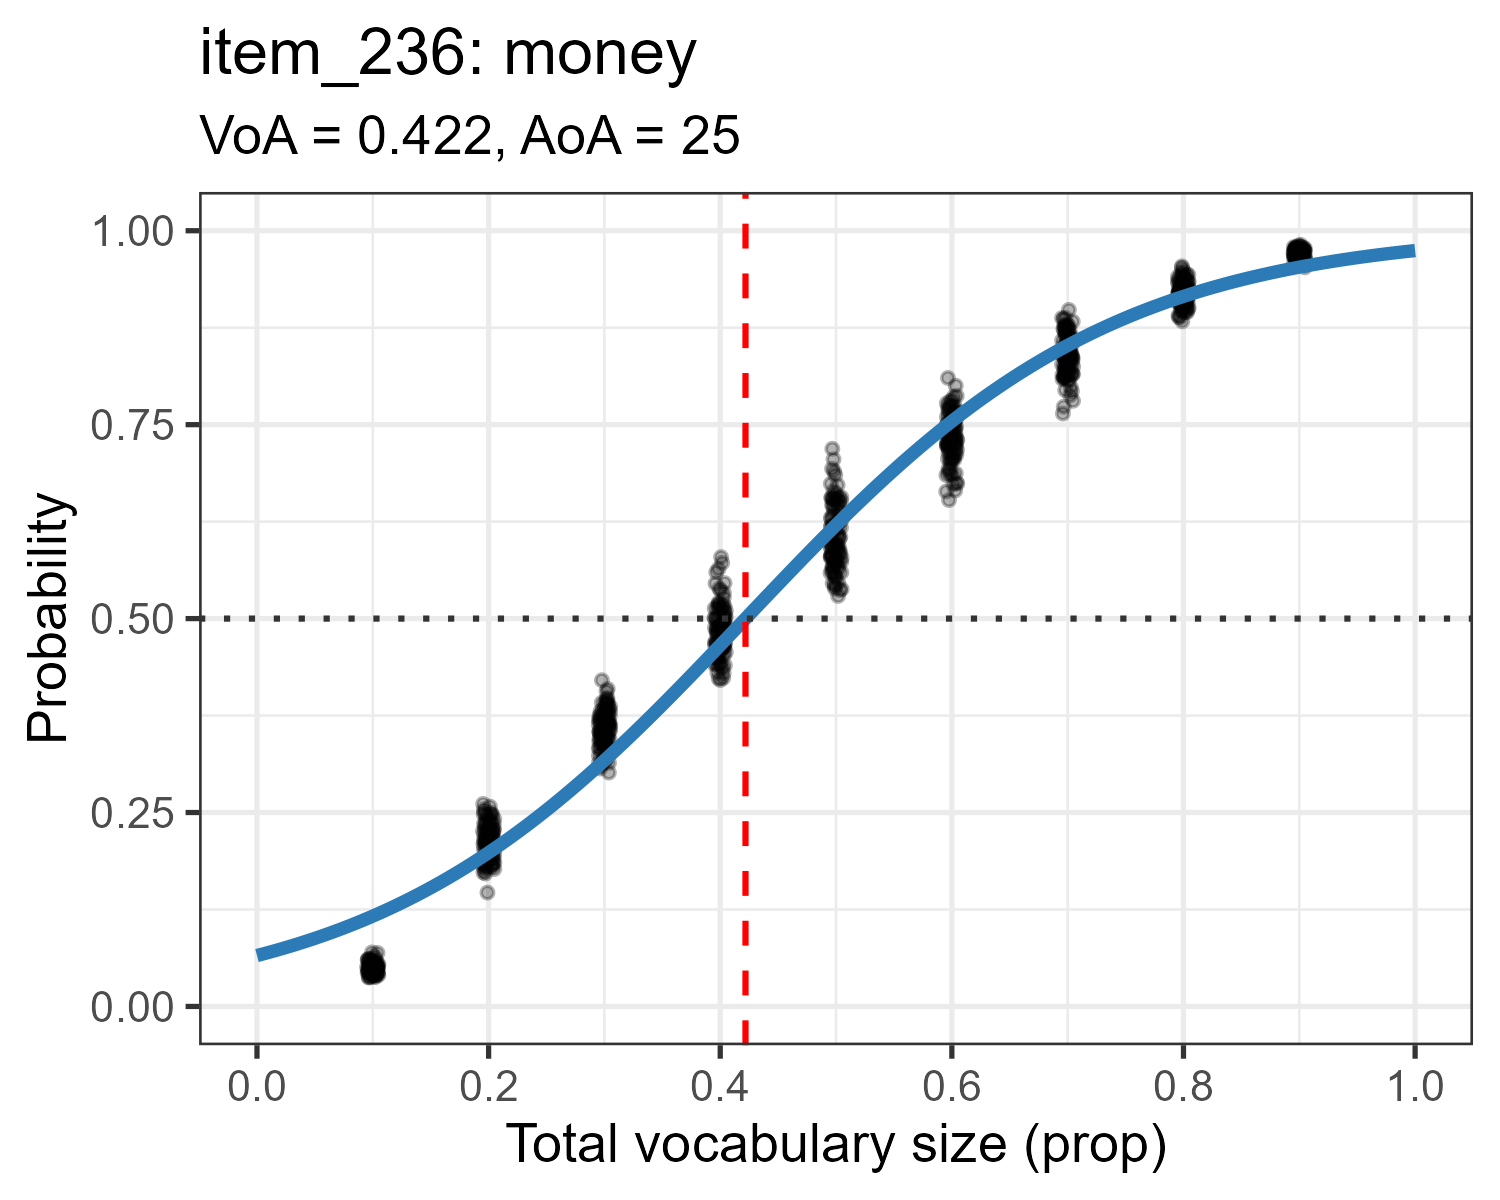 item_236: money
VoA = 0.422, AoA = 25
1.00
0.75
0.50
0.25
0.00
Probability
0.0 0.2 0.4 0.6 0.8 1.0
Total vocabulary size (prop)